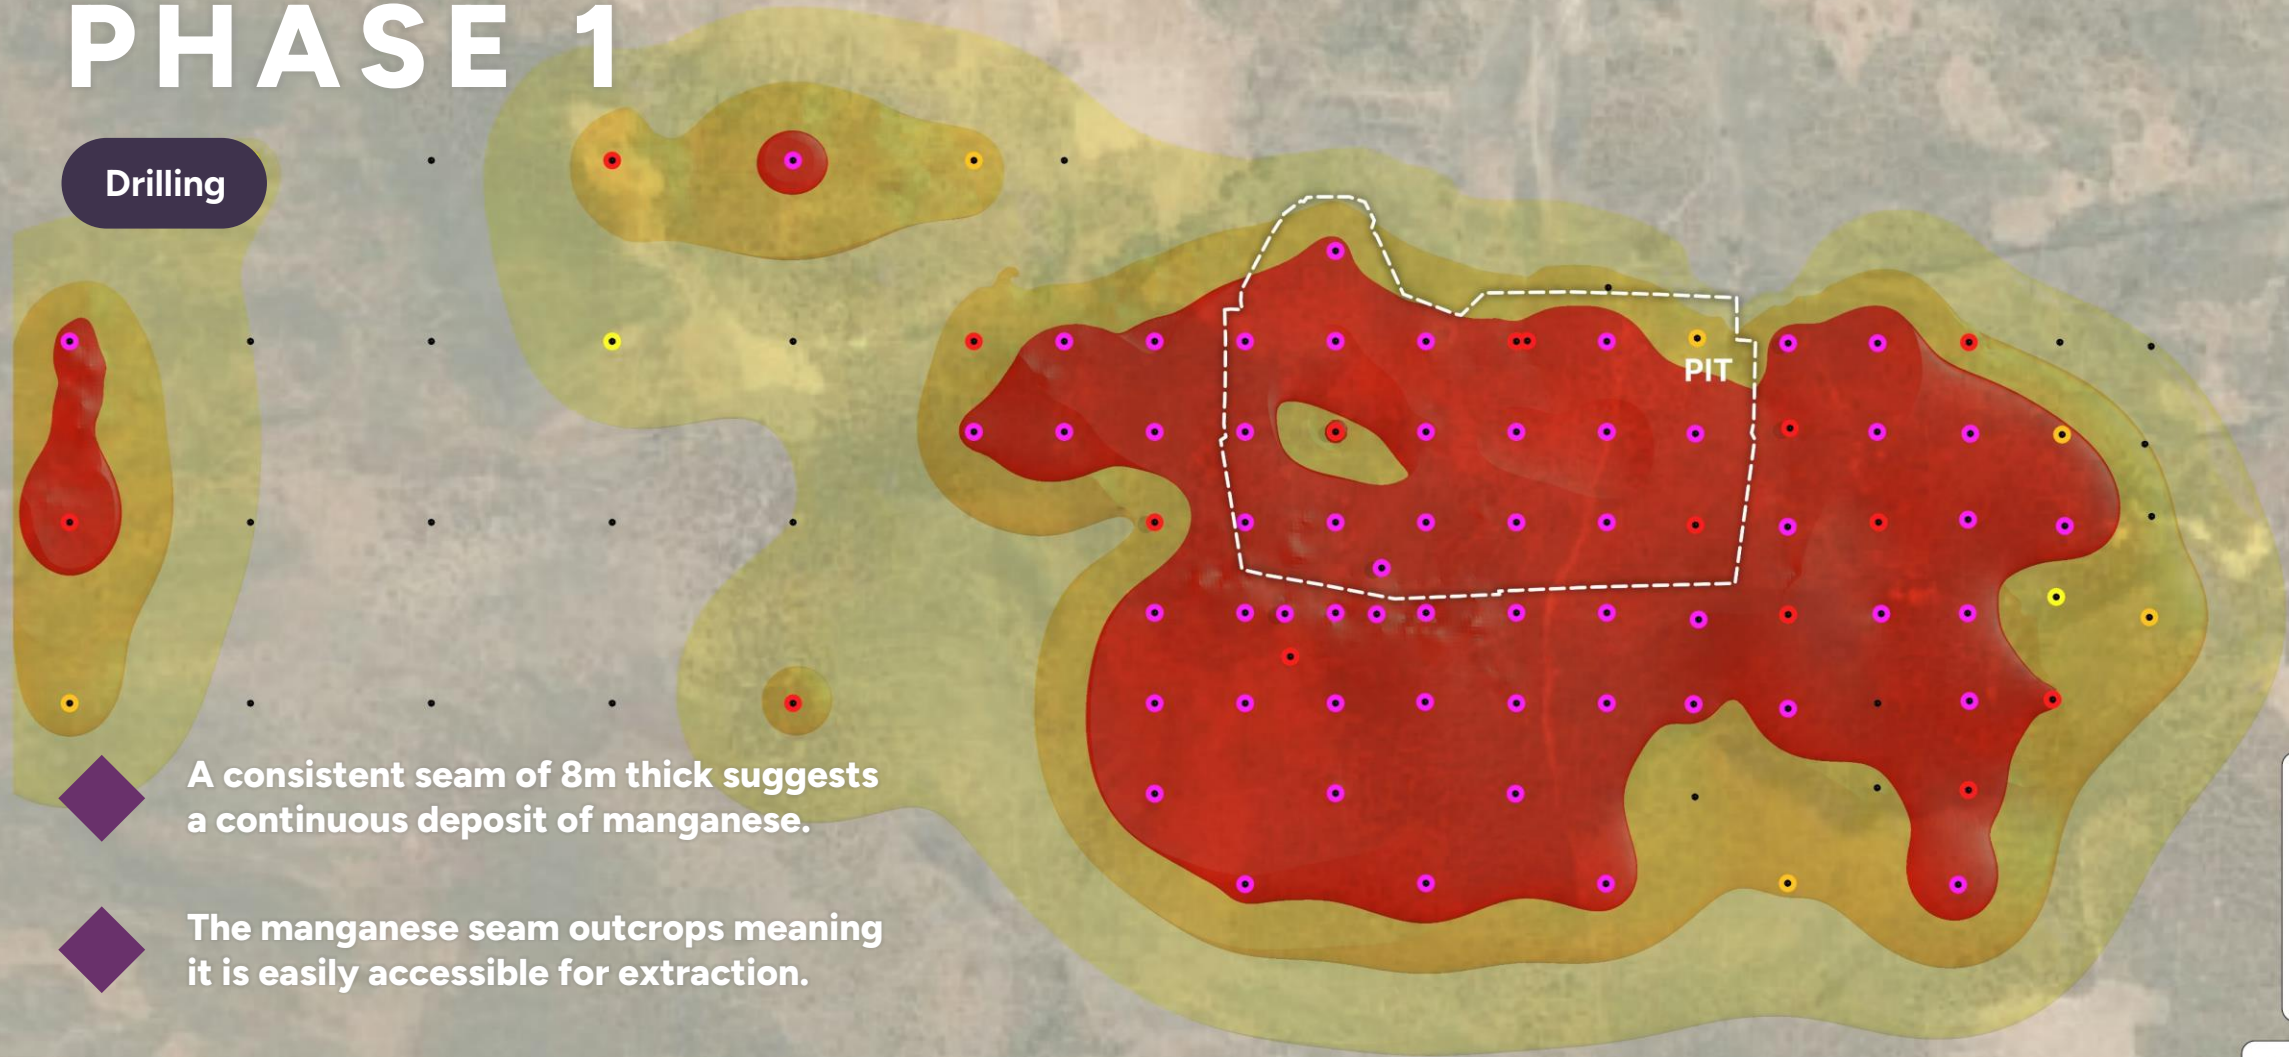 PHASE 1
Drilling
PIT
A consistent seam of 8m thick suggests
a continuous deposit of manganese.
The manganese seam outcrops meaning
it is easily accessible for extraction.